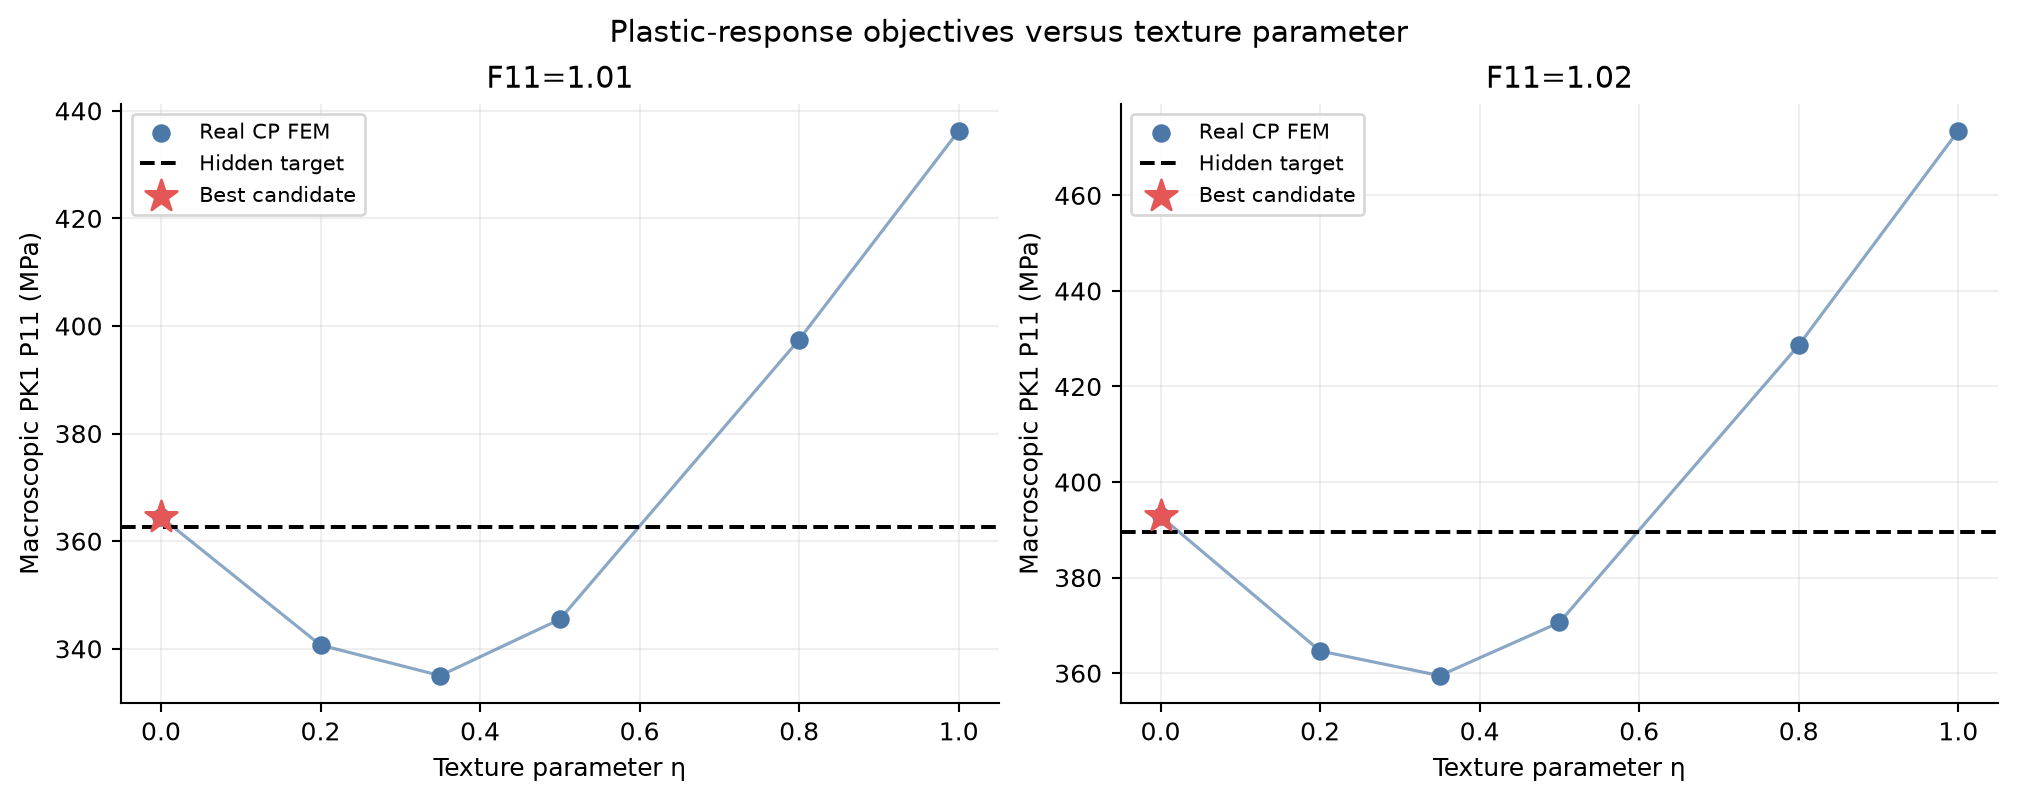 Plastic-response objectives versus texture parameter
F11=1.01
Real CP FEM
Hidden target
Best candidate
Macroscopic PK1 P11 (MPa)
440
420
400
380
360
340
0.0 0.2 0.4 0.6 0.8 1.0
Texture parameter η
F11=1.02
Real CP FEM
Hidden target
Best candidate
Macroscopic PK1 P11 (MPa)
460
440
420
400
380
360
0.0 0.2 0.4 0.6 0.8 1.0
Texture parameter η